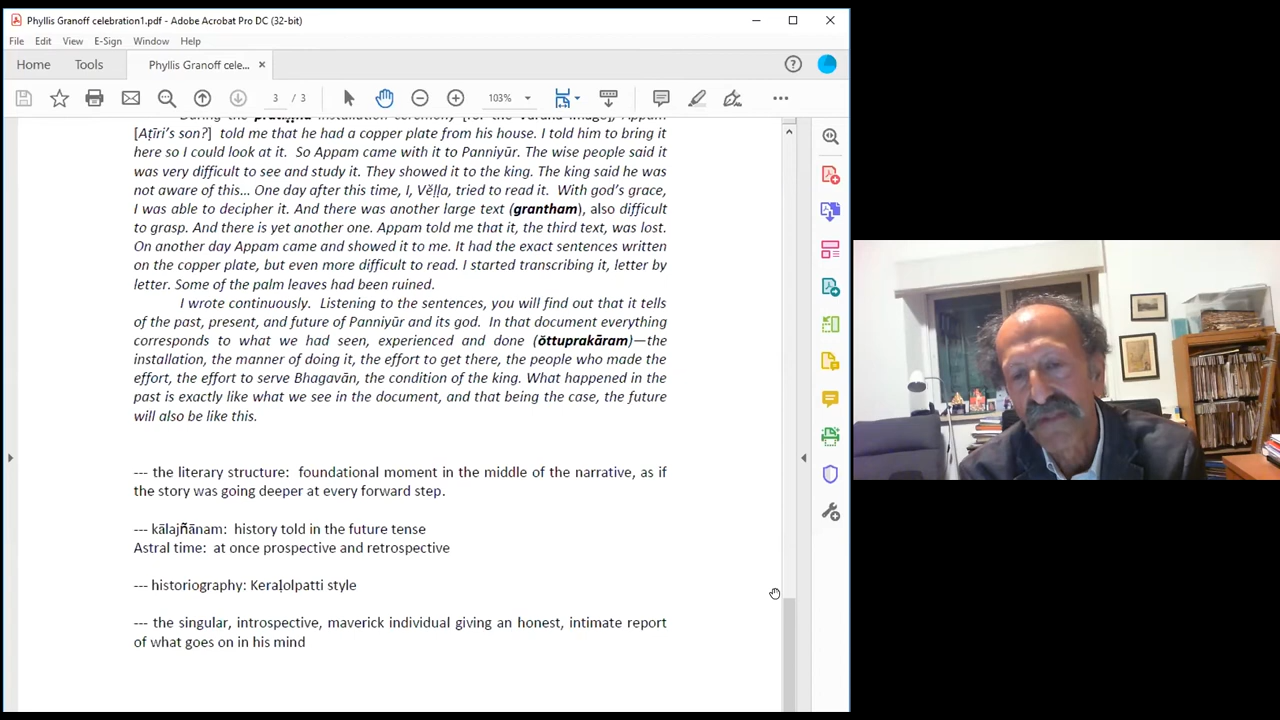 Phyllis Granoff celebration1.pdf - Adobe Acrobat Pro DC (32-bit)
File Edit View E-Sign Window Help
Home Tools Phyllis Granoff cele... ×
3 / 3 103%
During the pratiṣṭhā installation ceremony [for the Varāha image], Appam
[Aṭiri's son?] told me that he had a copper plate from his house. I told him to bring it
here so I could look at it. So Appam came with it to Panniyūr. The wise people said it
was very difficult to see and study it. They showed it to the king. The king said he was
not aware of this... One day after this time, I, Vĕḷḷa, tried to read it. With god's grace,
I was able to decipher it. And there was another large text (grantham), also difficult
to grasp. And there is yet another one. Appam told me that it, the third text, was lost.
On another day Appam came and showed it to me. It had the exact sentences written
on the copper plate, but even more difficult to read. I started transcribing it, letter by
letter. Some of the palm leaves had been ruined.
I wrote continuously. Listening to the sentences, you will find out that it tells
of the past, present, and future of Panniyūr and its god. In that document everything
corresponds to what we had seen, experienced and done (ŏttuprakāram)—the
installation, the manner of doing it, the effort to get there, the people who made the
effort, the effort to serve Bhagavān, the condition of the king. What happened in the
past is exactly like what we see in the document, and that being the case, the future
will also be like this.
--- the literary structure: foundational moment in the middle of the narrative, as if
the story was going deeper at every forward step.
--- kālajñānam: history told in the future tense
Astral time: at once prospective and retrospective
--- historiography: Keraḷolpatti style
--- the singular, introspective, maverick individual giving an honest, intimate report
of what goes on in his mind